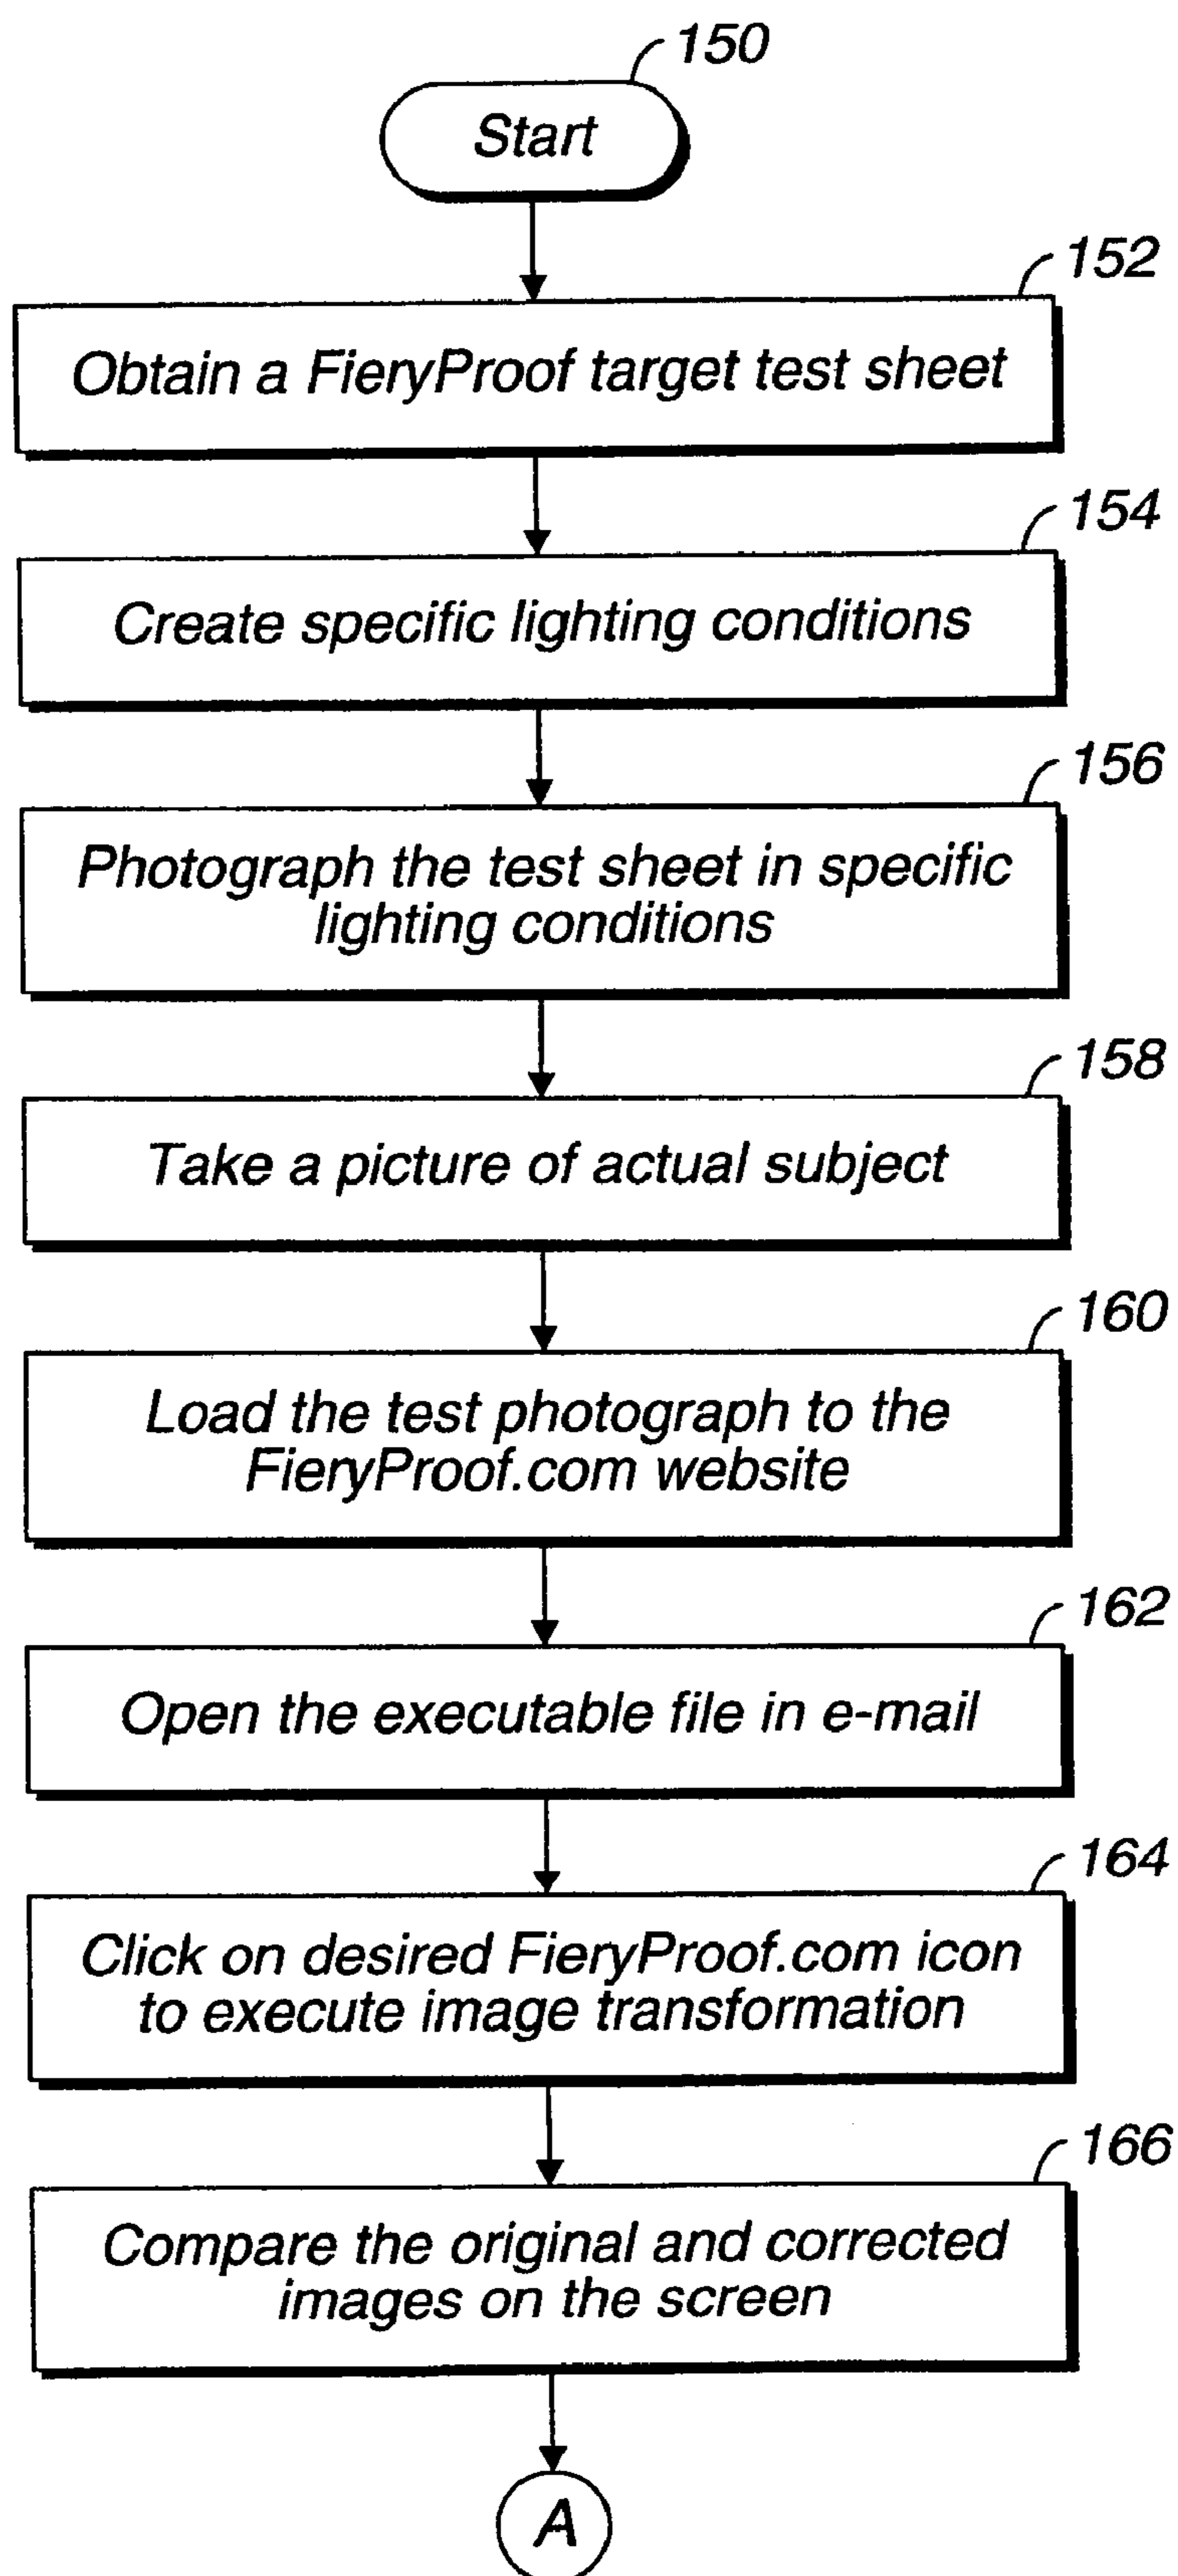 150
Start
152
Obtain a FieryProof target test sheet
154
Create specific lighting conditions
156
Photograph the test sheet in specific
lighting conditions
158
Take a picture of actual subject
160
Load the test photograph to the
FieryProof.com website
162
Open the executable file in e-mail
164
Click on desired FieryProof.com icon
to execute image transformation
166
Compare the original and corrected
images on the screen
A